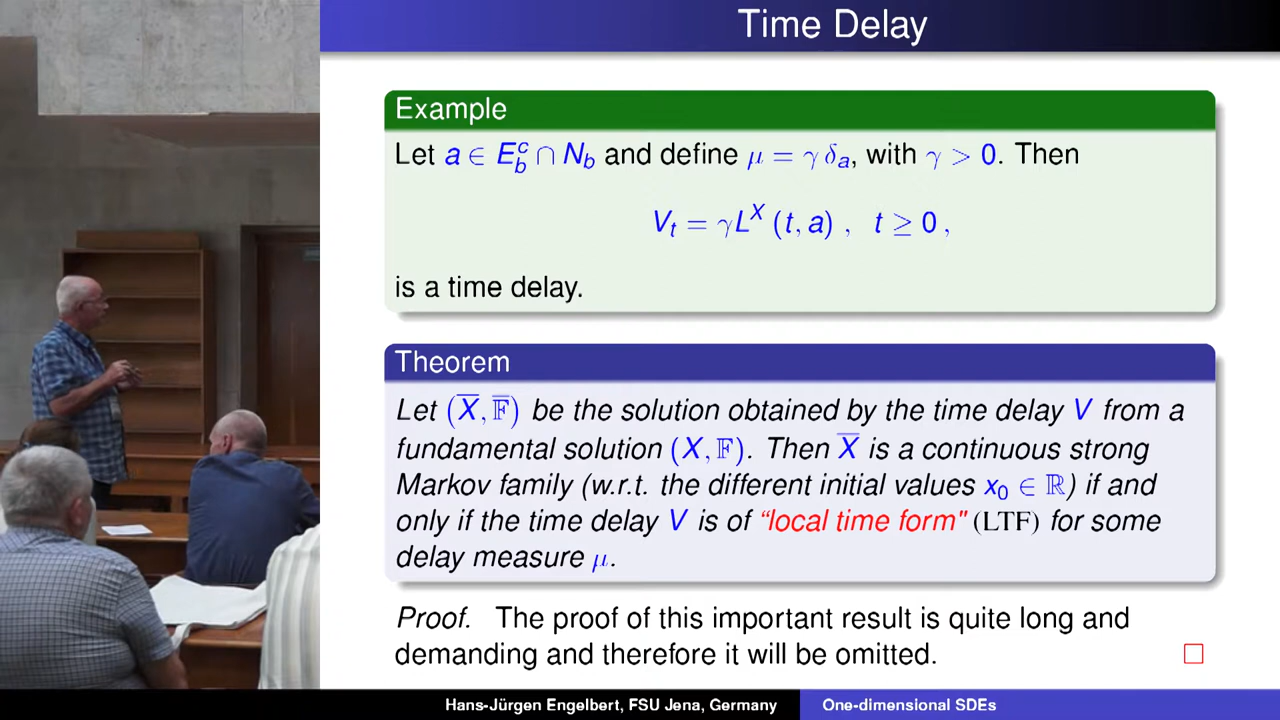 Time Delay
Example
Let a ∈ E_b^c ∩ N_b and define μ = γ δ_a, with γ > 0. Then
V_t = γ L^X (t, a) , t ≥ 0 ,
is a time delay.
Theorem
Let (X̅, 𝔽̅) be the solution obtained by the time delay V from a
fundamental solution (X, 𝔽). Then X̅ is a continuous strong
Markov family (w.r.t. the different initial values x_0 ∈ ℝ) if and
only if the time delay V is of “local time form" (LTF) for some
delay measure μ.
Proof. The proof of this important result is quite long and
demanding and therefore it will be omitted. □
Hans-Jürgen Engelbert, FSU Jena, Germany
One-dimensional SDEs